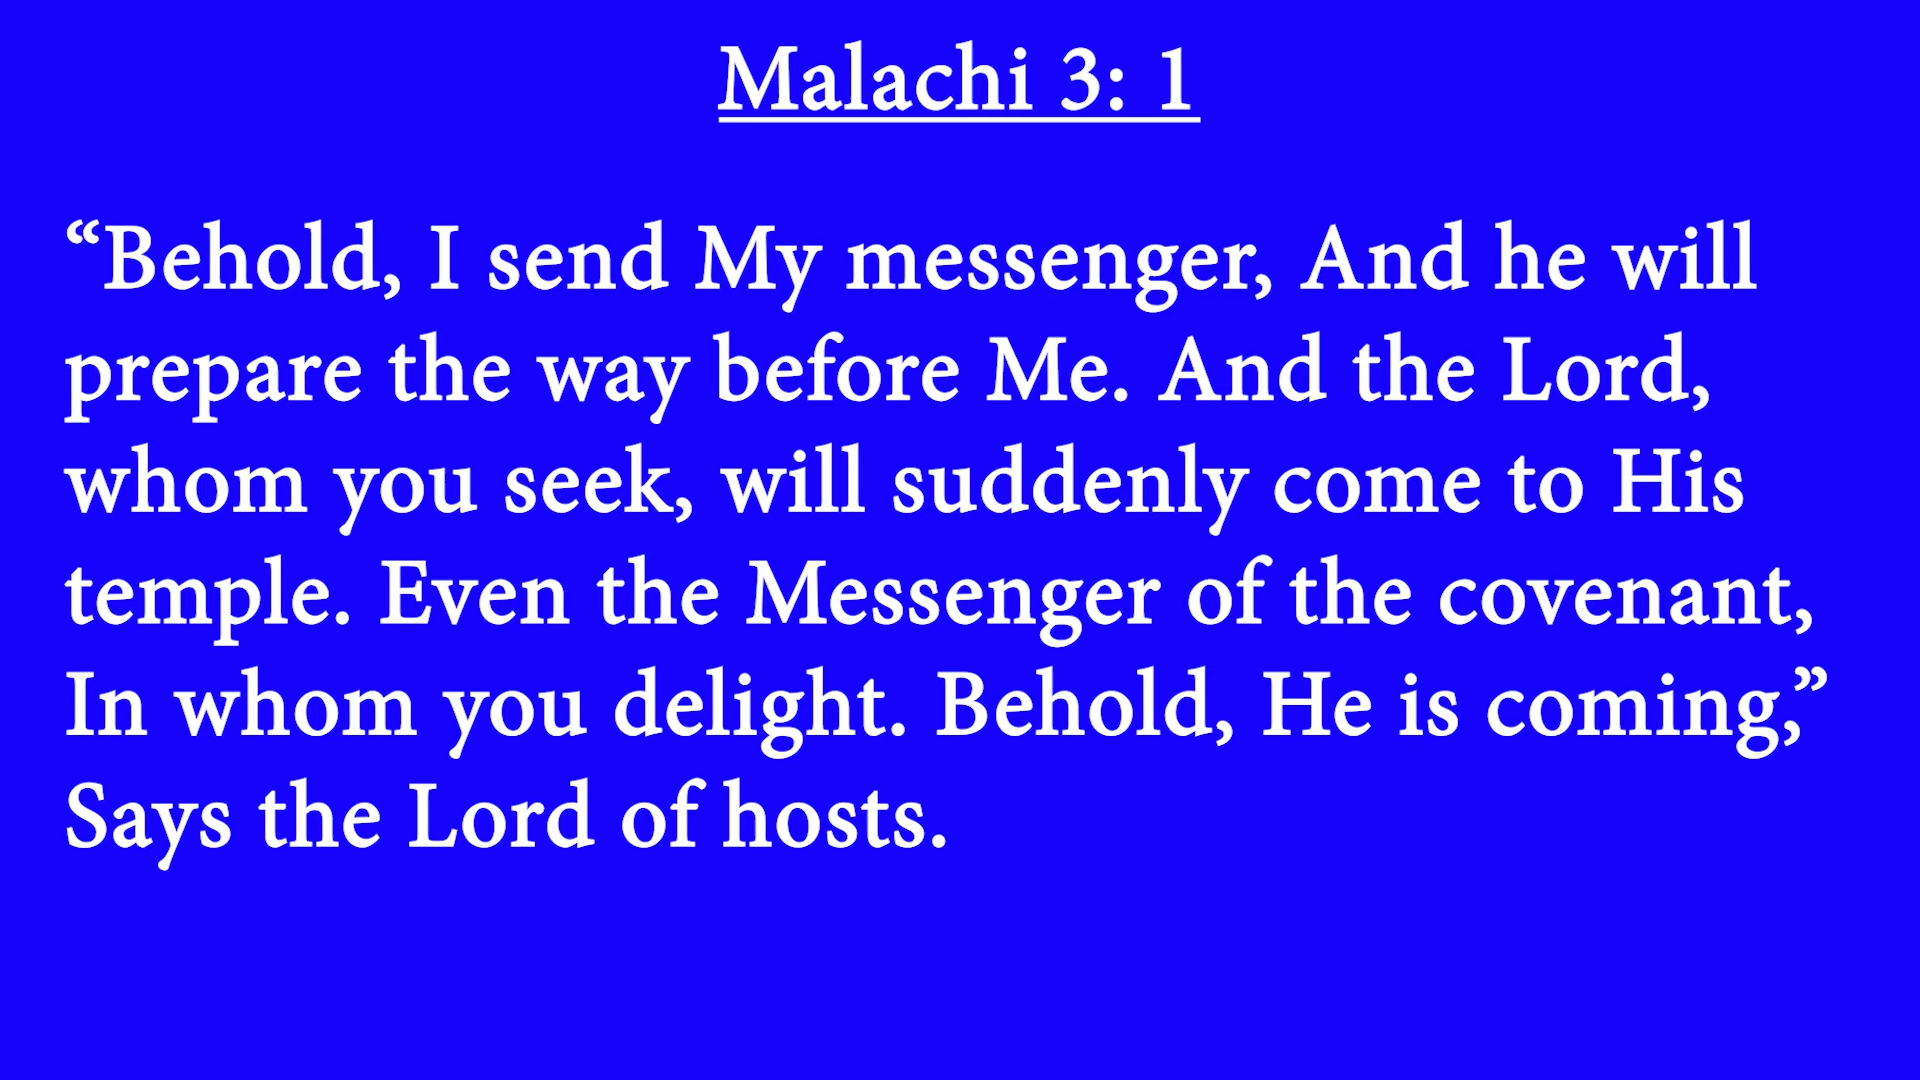 Malachi 3: 1
“Behold, I send My messenger, And he will
prepare the way before Me. And the Lord,
whom you seek, will suddenly come to His
temple. Even the Messenger of the covenant,
In whom you delight. Behold, He is coming,”
Says the Lord of hosts.